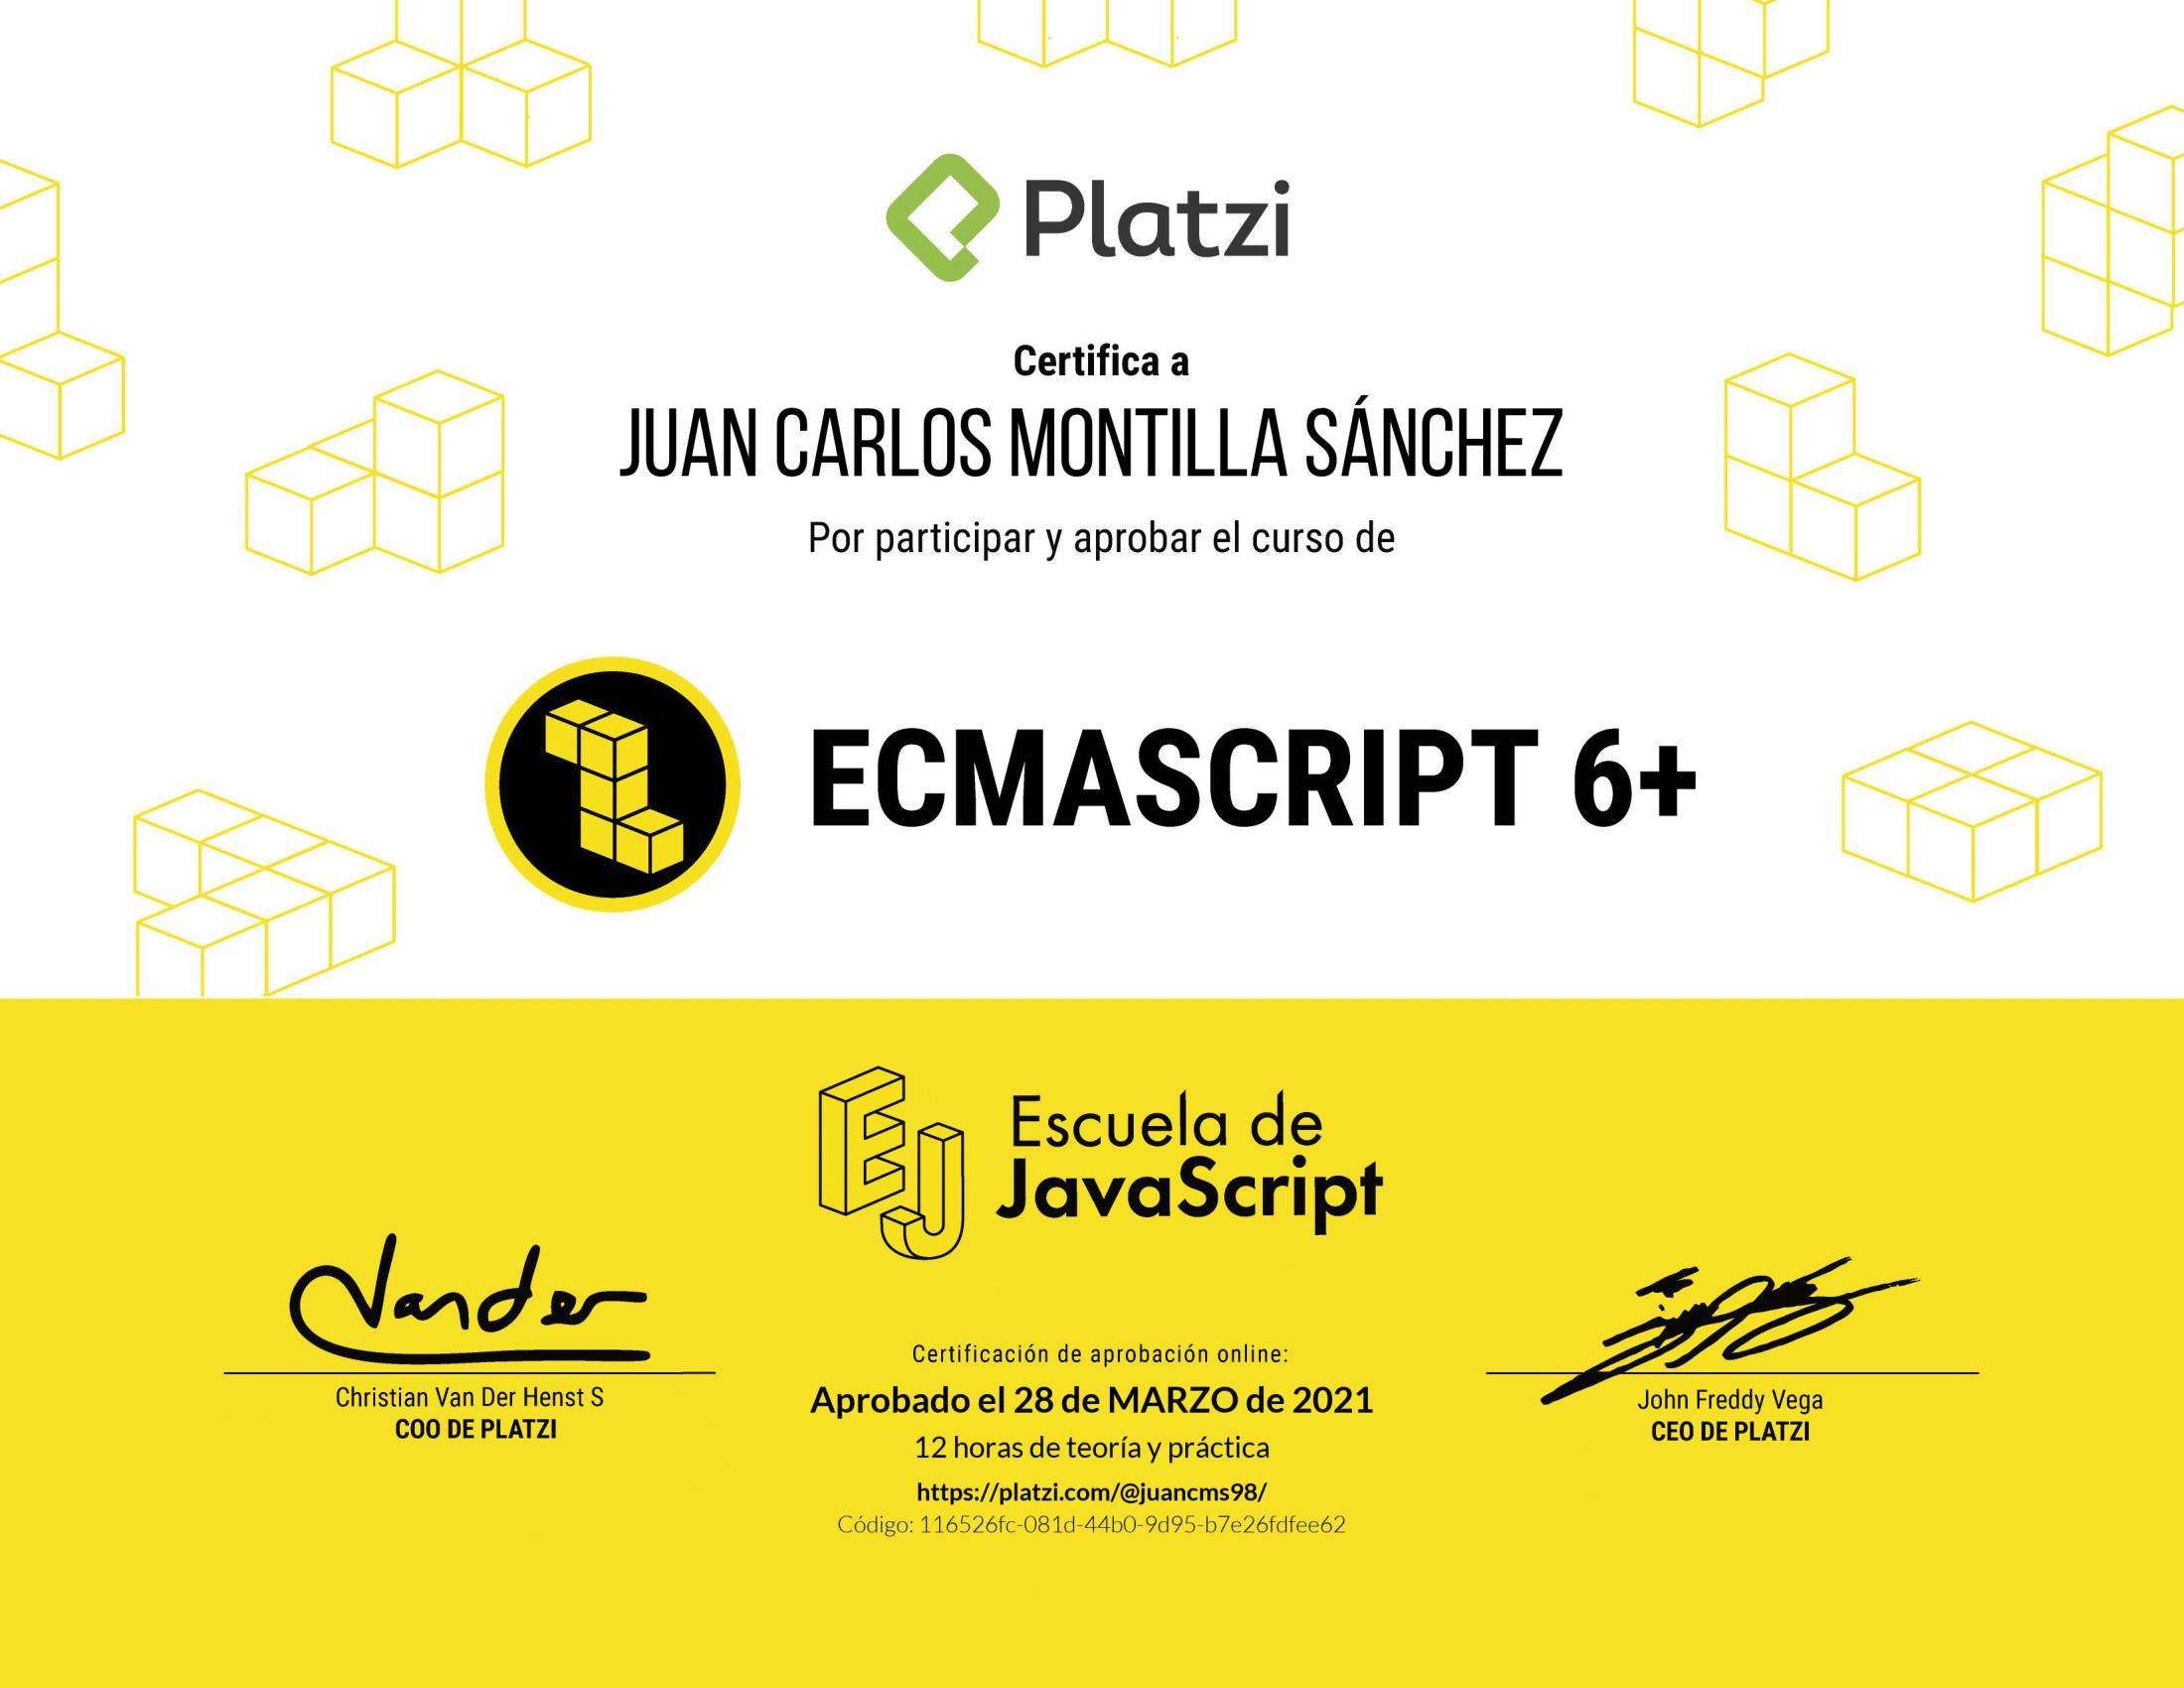 Platzi
Certifica a
JUAN CARLOS MONTILLA SÁNCHEZ
Por participar y aprobar el curso de
ECMASCRIPT 6+
EJ
Escuela de
JavaScript
Vander
Christian Van Der Henst S
COO DE PLATZI
Certificación de aprobación online:
Aprobado el 28 de MARZO de 2021
12 horas de teoría y práctica
https://platzi.com/@juancms98/
Código: 116526fc-081d-44b0-9d95-b7e26fdfee62
John Freddy Vega
CEO DE PLATZI